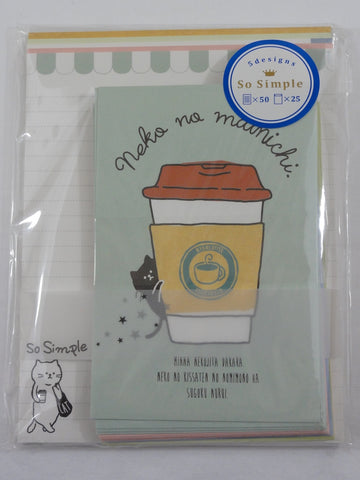 5designs
So Simple
×50 ×25
Neko no mainichi.
MINNA NEKOJITA DAKARA
NEKO NO KISSATEN NO NOMIMONO HA
SUGOKU NURUI
So Simple